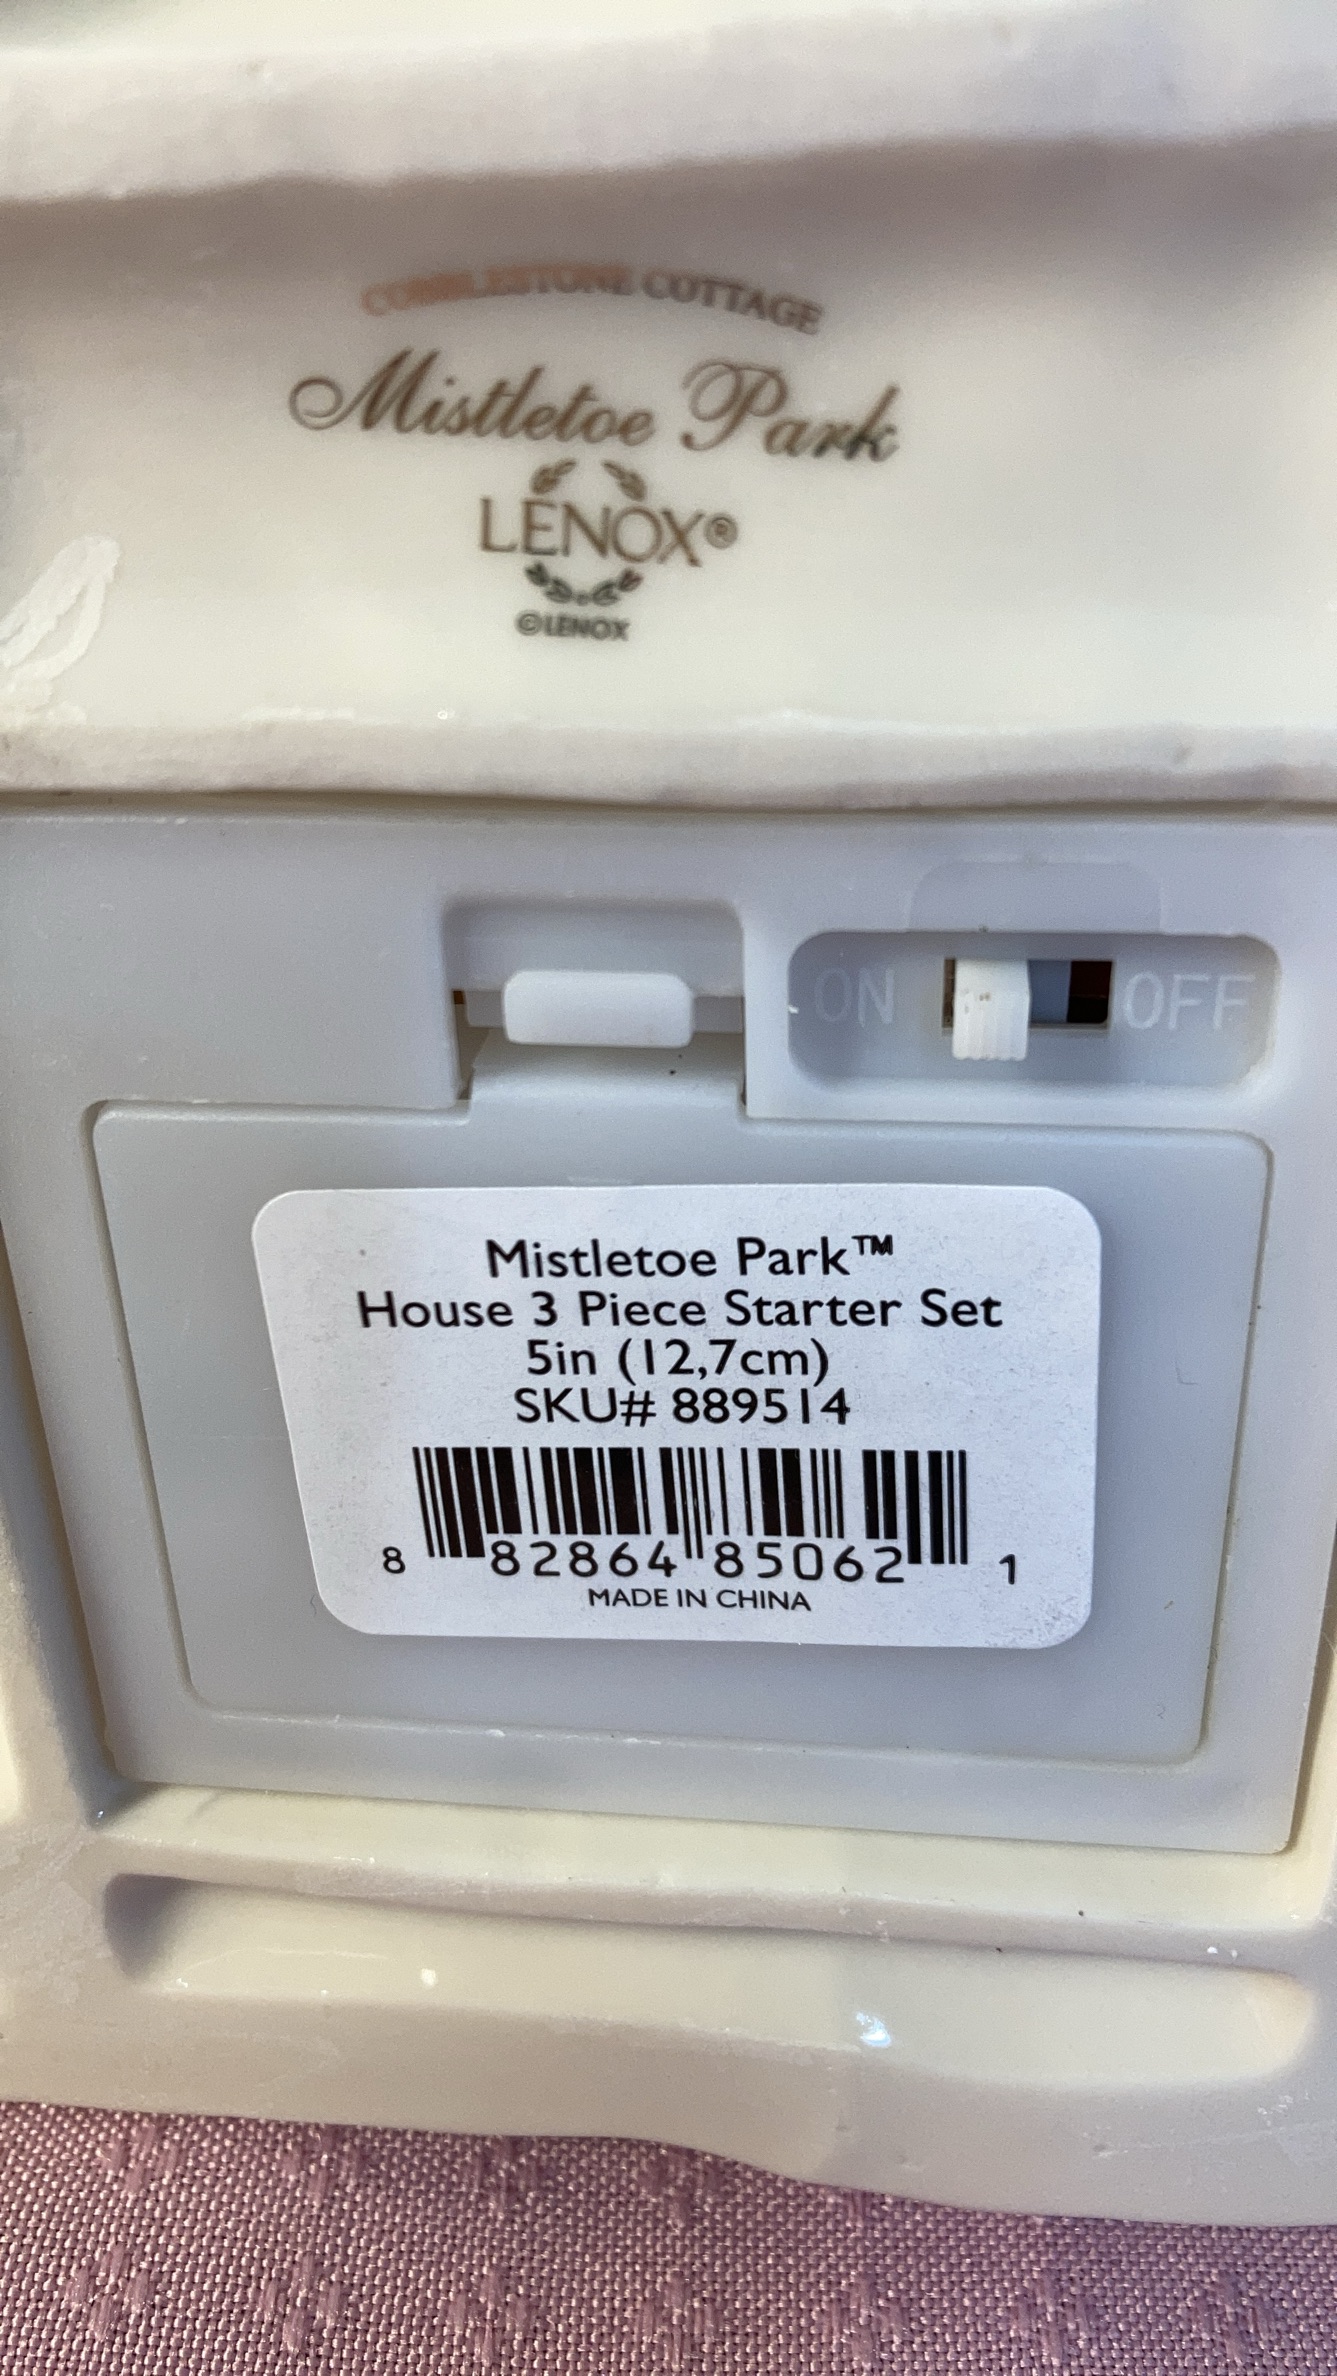 COBBLESTONE COTTAGE
Mistletoe Park
LENOX®
©LENOX
ON OFF
Mistletoe Park™
House 3 Piece Starter Set
5in (12,7cm)
SKU# 889514
8 82864 85062 1
MADE IN CHINA